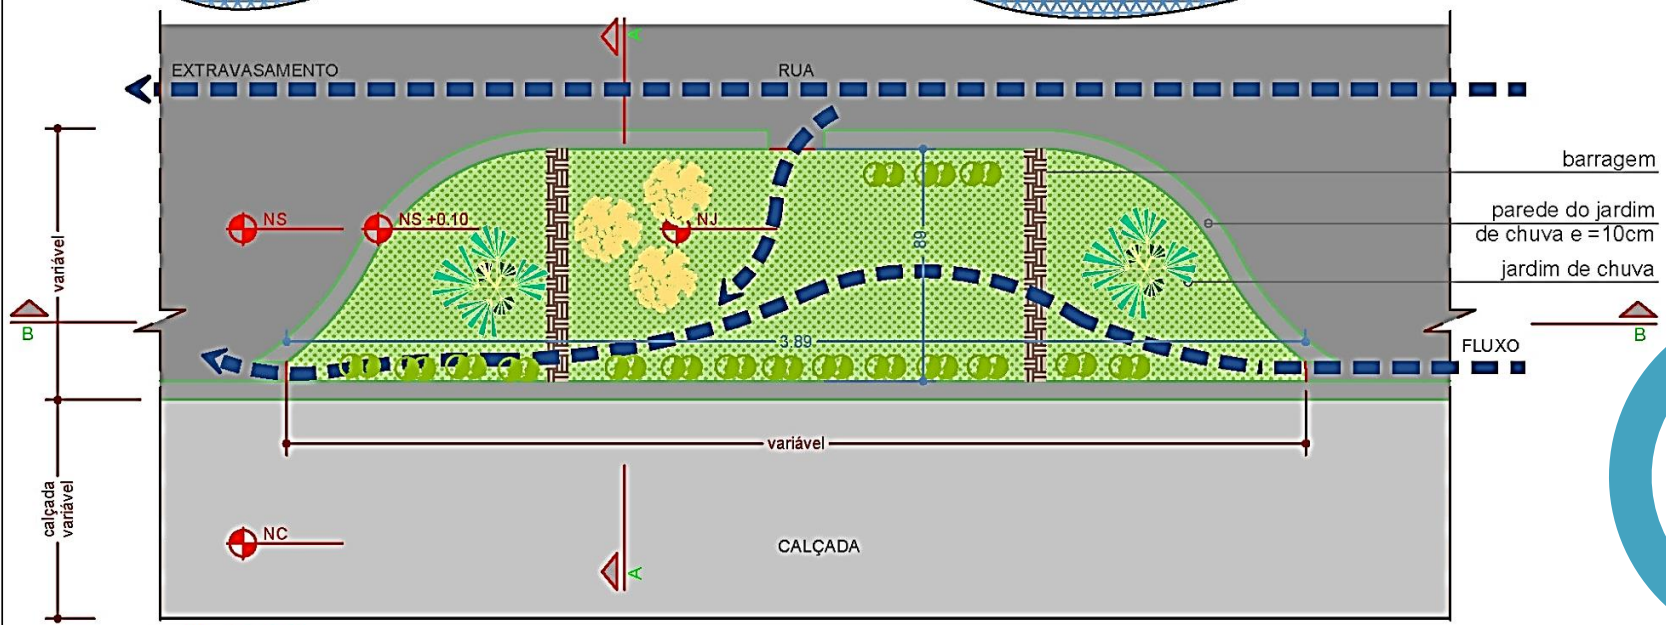 A
EXTRAVASAMENTO
RUA
barragem
parede do jardim
de chuva e =10cm
jardim de chuva
NS
NS +0.10
NJ
.89
variável
B
B
3.89
FLUXO
variável
calçada
variável
NC
CALÇADA
A